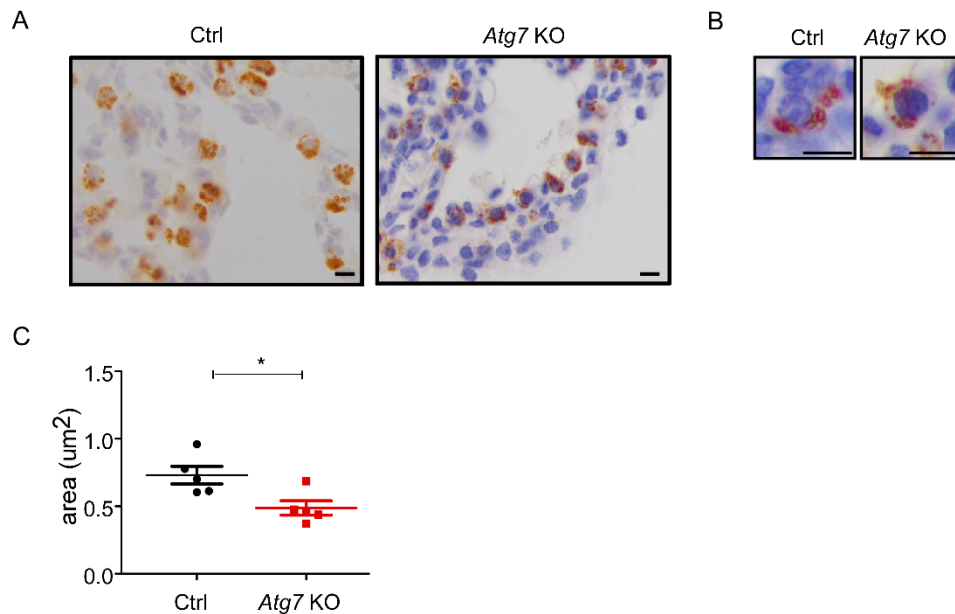 A
Ctrl
Atg7 KO
B
Ctrl
Atg7 KO
C
*
1.5
1.0
0.5
0.0
area (um²)
Ctrl
Atg7 KO